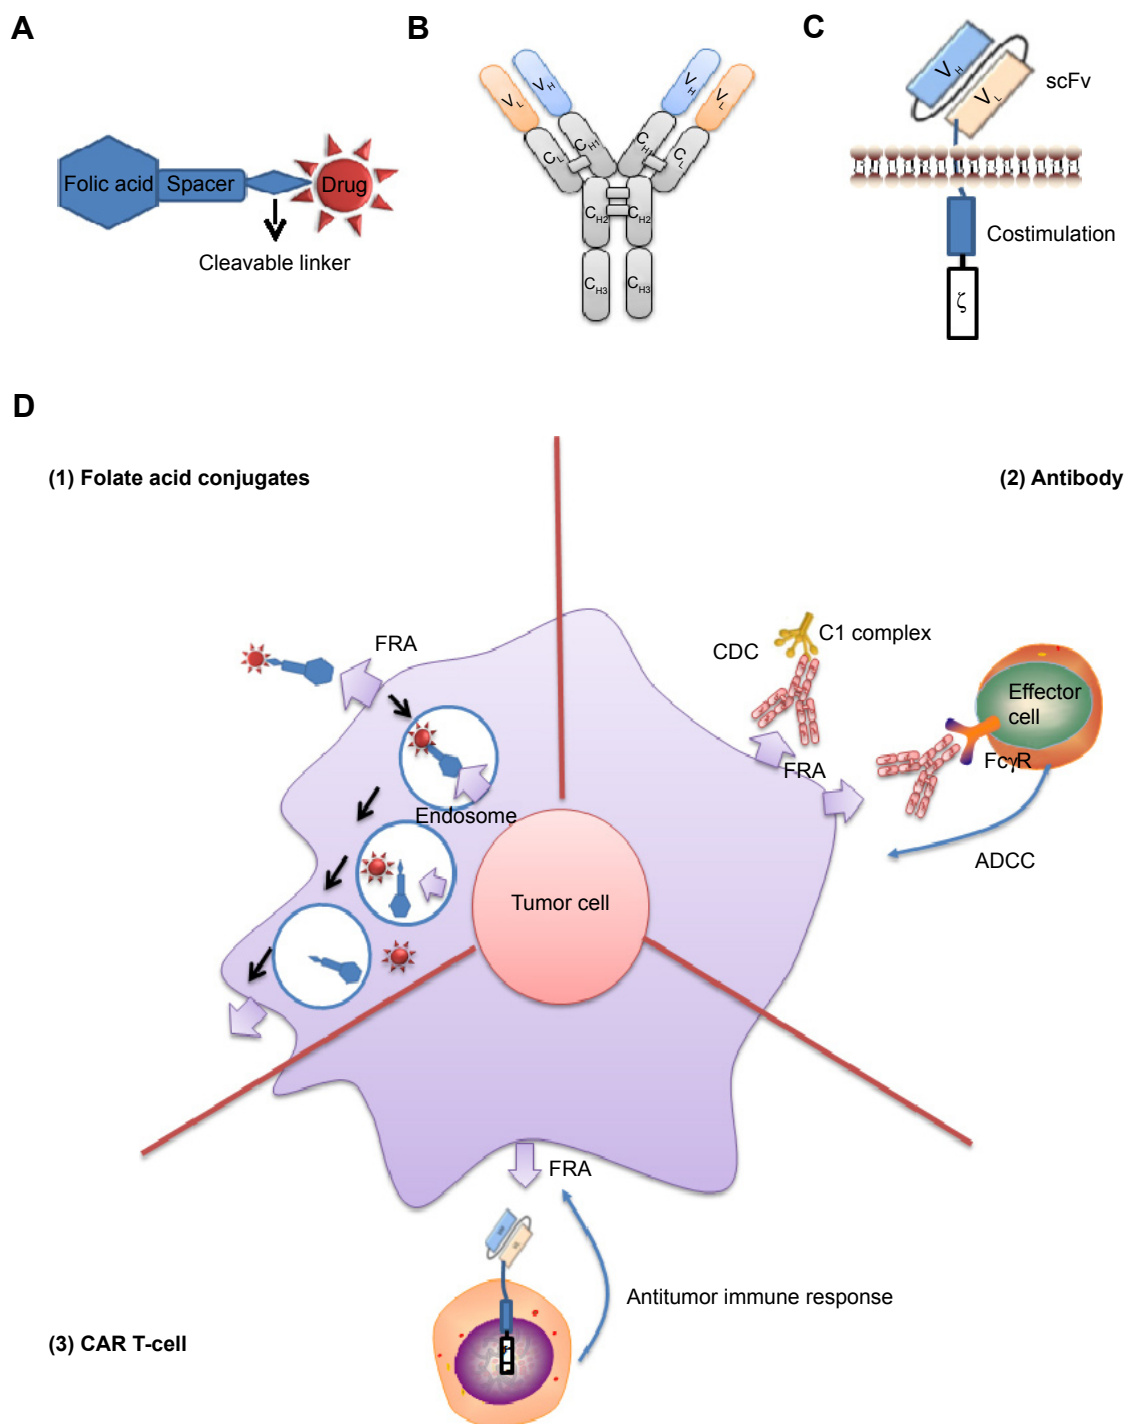 A
B
C
Folic acid
Spacer
Drug
Cleavable linker
VL
VH
VH
VL
CL
CH1
CH1
CL
CH2
CH2
CH3
CH3
VH
VL
scFv
Costimulation
ζ
D
(1) Folate acid conjugates
(2) Antibody
FRA
Endosome
CDC
C1 complex
FRA
Effector
cell
FcγR
ADCC
Tumor cell
FRA
Antitumor immune response
(3) CAR T-cell